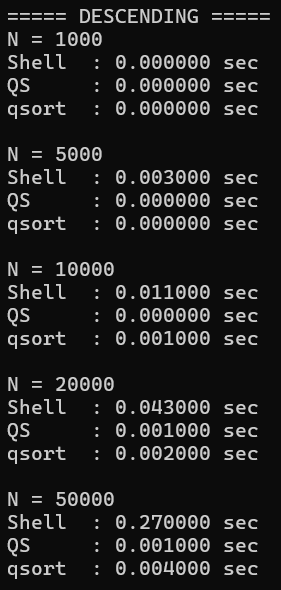 ===== DESCENDING =====
N = 1000
Shell  : 0.000000 sec
QS     : 0.000000 sec
qsort  : 0.000000 sec

N = 5000
Shell  : 0.003000 sec
QS     : 0.000000 sec
qsort  : 0.000000 sec

N = 10000
Shell  : 0.011000 sec
QS     : 0.000000 sec
qsort  : 0.001000 sec

N = 20000
Shell  : 0.043000 sec
QS     : 0.001000 sec
qsort  : 0.002000 sec

N = 50000
Shell  : 0.270000 sec
QS     : 0.001000 sec
qsort  : 0.004000 sec